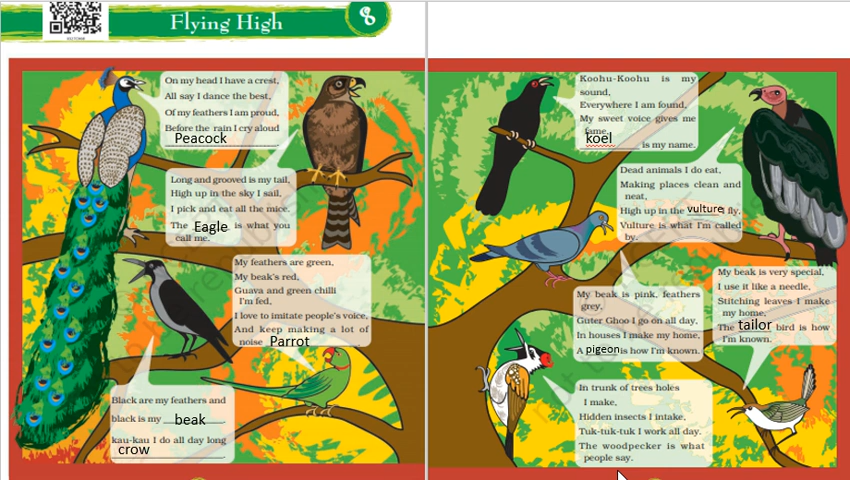 Flying High
8
On my head I have a crest,
All say I dance the best,
Of my feathers I am proud,
Before the rain I cry aloud
Peacock
Long and grooved is my tail,
High up in the sky I sail,
I pick and eat all the mice.
The Eagle is what you
call me.
My feathers are green,
My beak's red,
Guava and green chilli
I'm fed,
I love to imitate people's voice,
And keep making a lot of
noise Parrot
Black are my feathers and
black is my beak
kau-kau I do all day long
crow
Koohu-Koohu is my
sound,
Everywhere I am found,
My sweet voice gives me
fame
koel is my name.
Dead animals I do eat,
Making places clean and
neat,
High up in the vulture fly,
Vulture is what I'm called
by.
My beak is pink, feathers
grey,
Guter Ghoo I go on all day,
In houses I make my home,
A pigeon is how I'm known.
My beak is very special,
I use it like a needle,
Stitching leaves I make
my home,
The tailor bird is how
I'm known.
In trunk of trees holes
I make,
Hidden insects I intake,
Tuk-tuk-tuk I work all day.
The woodpecker is what
people say.